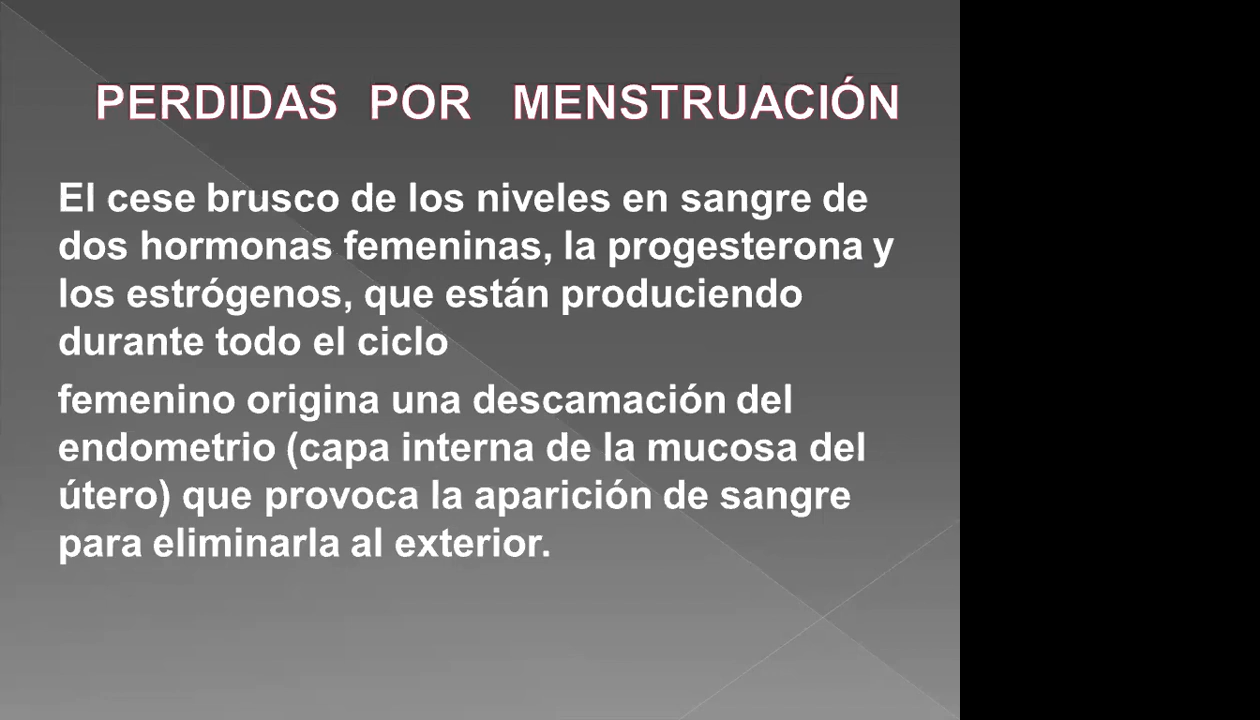 PERDIDAS POR MENSTRUACIÓN
El cese brusco de los niveles en sangre de
dos hormonas femeninas, la progesterona y
los estrógenos, que están produciendo
durante todo el ciclo
femenino origina una descamación del
endometrio (capa interna de la mucosa del
útero) que provoca la aparición de sangre
para eliminarla al exterior.